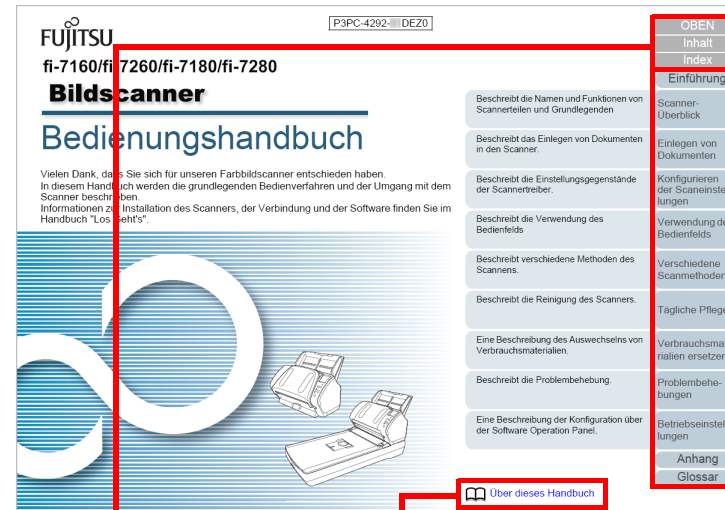 P3PC-4292- DEZ0
FUJITSU
fi-7160/fi-7260/fi-7180/fi-7280
Bildscanner
Bedienungshandbuch
Vielen Dank, dass Sie sich für unseren Farbbildscanner entschieden haben.
In diesem Handbuch werden die grundlegenden Bedienverfahren und der Umgang mit dem
Scanner beschrieben.
Informationen zur Installation des Scanners, der Verbindung und der Software finden Sie im
Handbuch "Los Geht's".
OBEN
Inhalt
Index
Einführung
Beschreibt die Namen und Funktionen von
Scannerteilen und Grundlegenden
Scanner-
Überblick
Beschreibt das Einlegen von Dokumenten
in den Scanner.
Einlegen von
Dokumenten
Beschreibt die Einstellungsgegenstände
der Scannertreiber.
Konfigurieren
der Scaneinste
lungen
Beschreibt die Verwendung des
Bedienfelds
Verwendung de
Bedienfelds
Beschreibt verschiedene Methoden des
Scannens.
Verschiedene
Scanmethoden
Beschreibt die Reinigung des Scanners.
Tägliche Pflege
Eine Beschreibung des Auswechselns von
Verbrauchsmaterialien.
Verbrauchsma
rialien ersetzen
Beschreibt die Problembehebung.
Problembehe-
bungen
Eine Beschreibung der Konfiguration über
der Software Operation Panel.
Betriebseinstel
lungen
Anhang
Glossar
Über dieses Handbuch